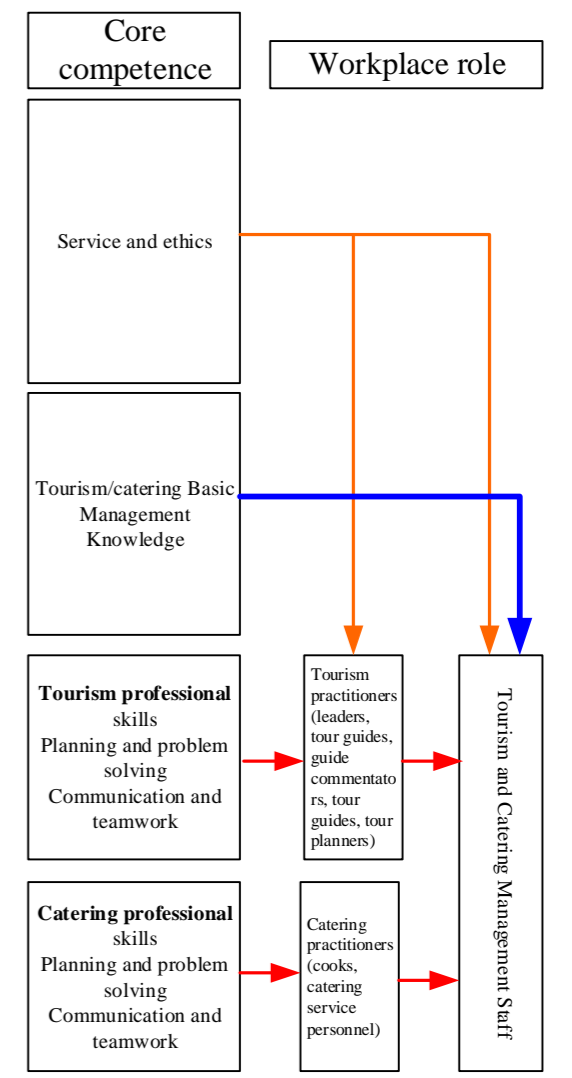 Core
competence
Workplace role
Service and ethics
Tourism/catering Basic
Management
Knowledge
Tourism professional
skills
Planning and problem
solving
Communication and
teamwork
Tourism
practitioners
(leaders,
tour guides,
guide
commentato
rs, tour
guides, tour
planners)
Tourism and Catering Management Staff
Catering professional
skills
Planning and problem
solving
Communication and
teamwork
Catering
practitioners
(cooks,
catering
service
personnel)